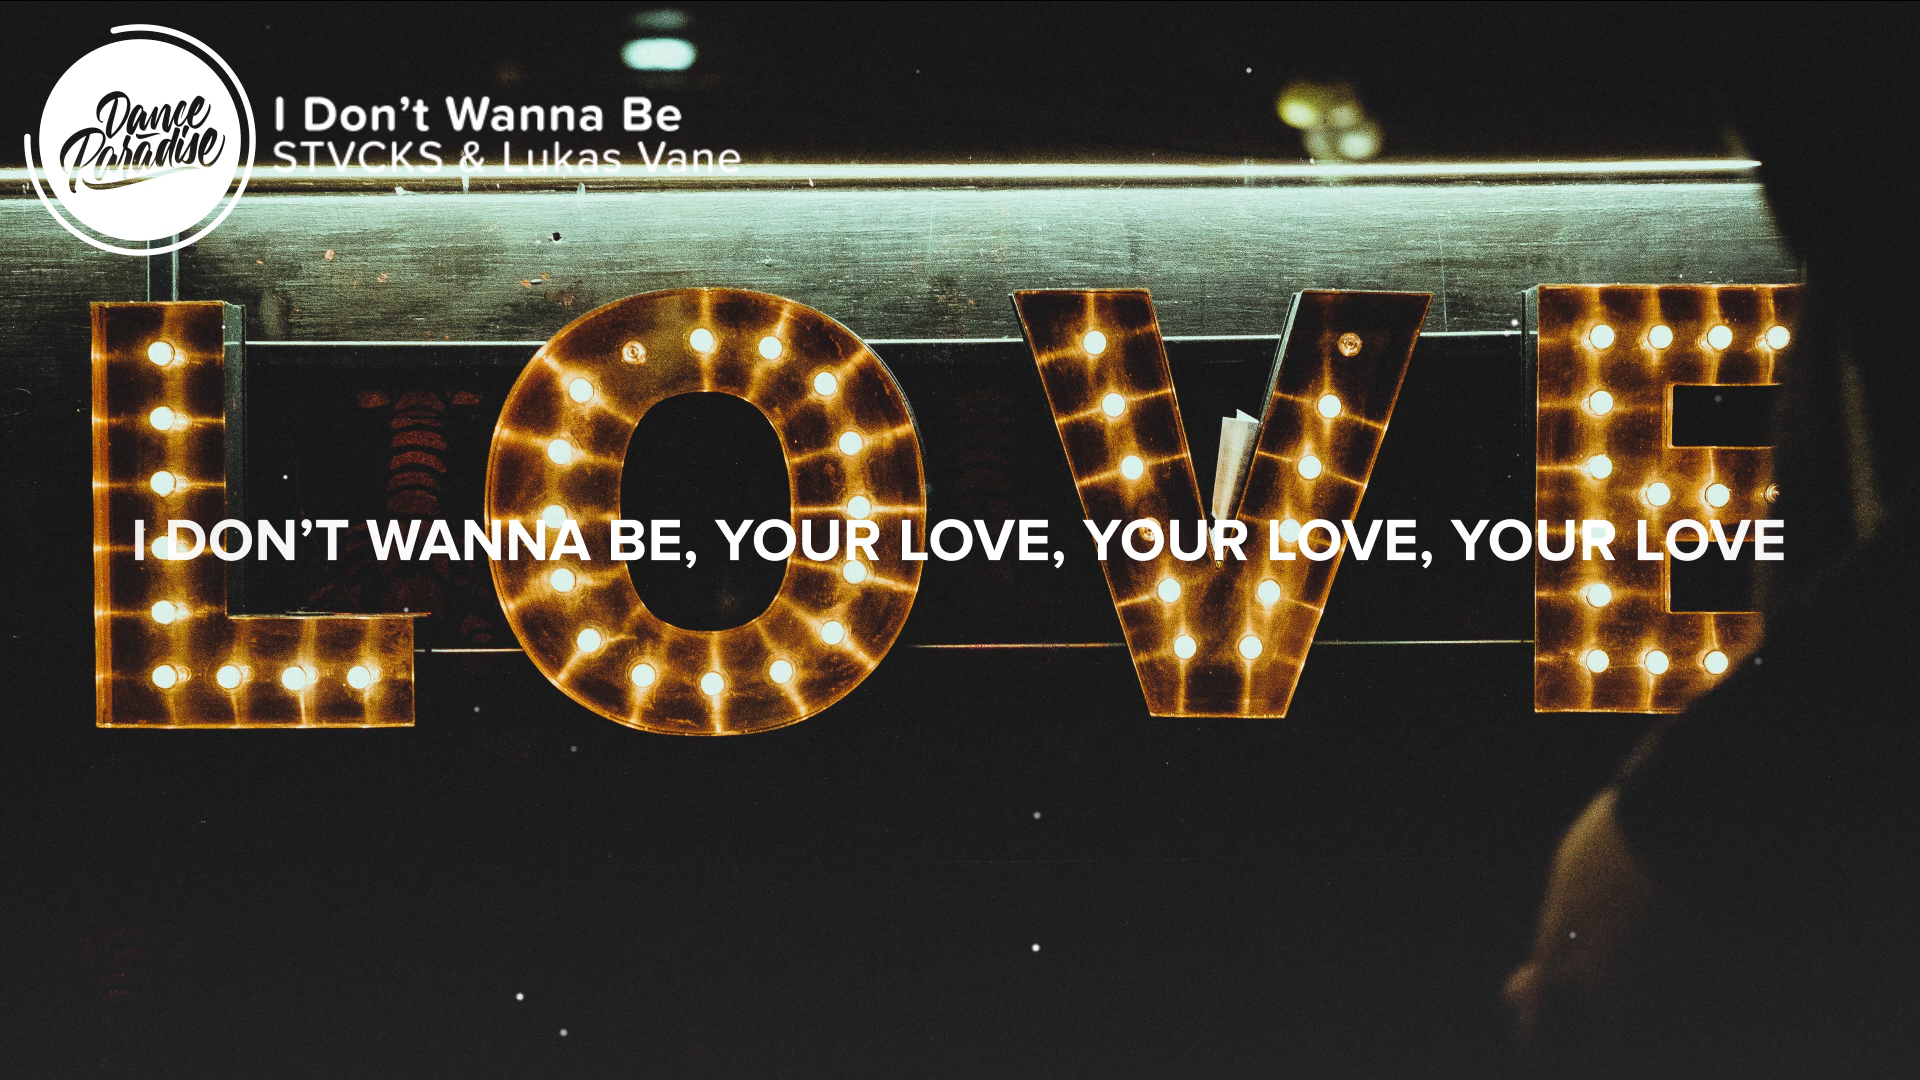 Dance
Paradise
I Don’t Wanna Be
STVCKS & Lukas Vane
LOVE
I DON’T WANNA BE, YOUR LOVE, YOUR LOVE, YOUR LOVE